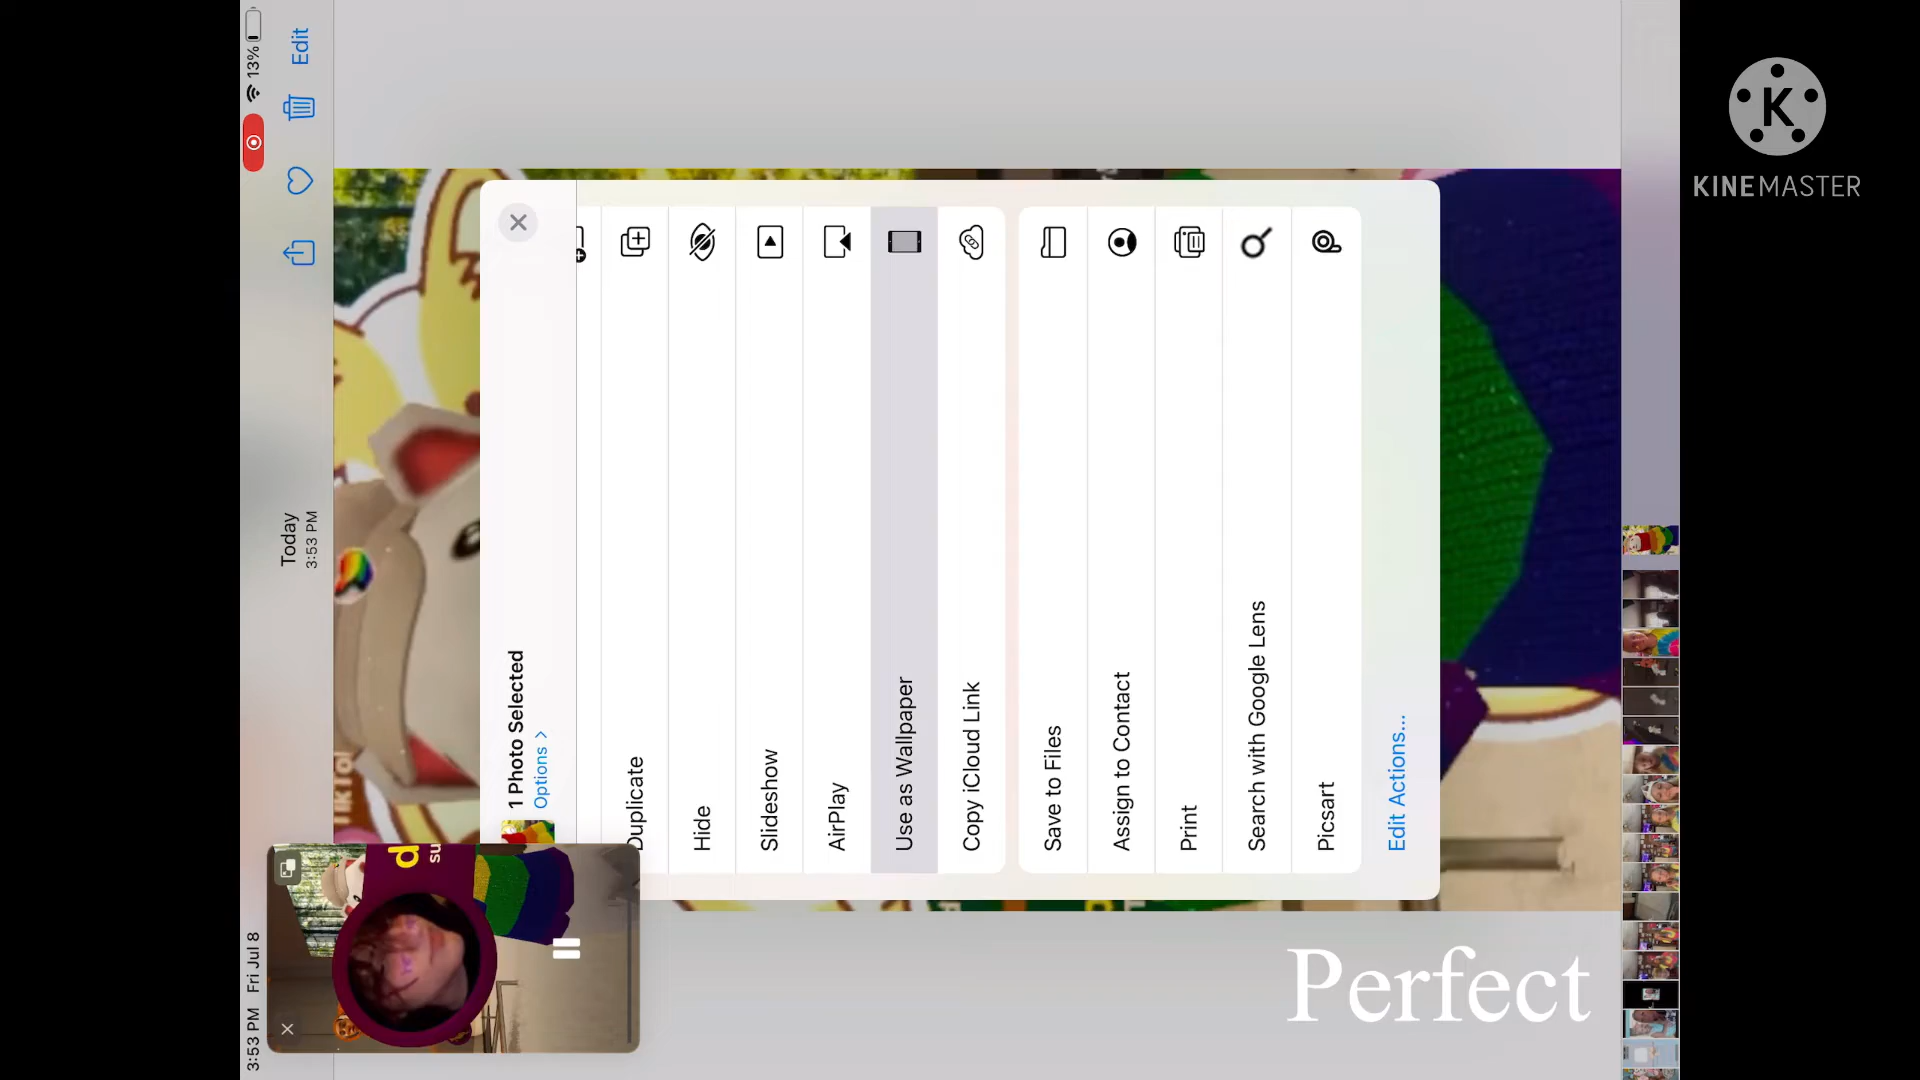 3:53 PM Fri Jul 8
13%
Today
3:53 PM
Edit
1 Photo Selected
Options >
Duplicate
Hide
Slideshow
AirPlay
Use as Wallpaper
Copy iCloud Link
Save to Files
Assign to Contact
Print
Search with Google Lens
Picsart
Edit Actions...
TikTo
d
su
Perfect
K
KINEMASTER